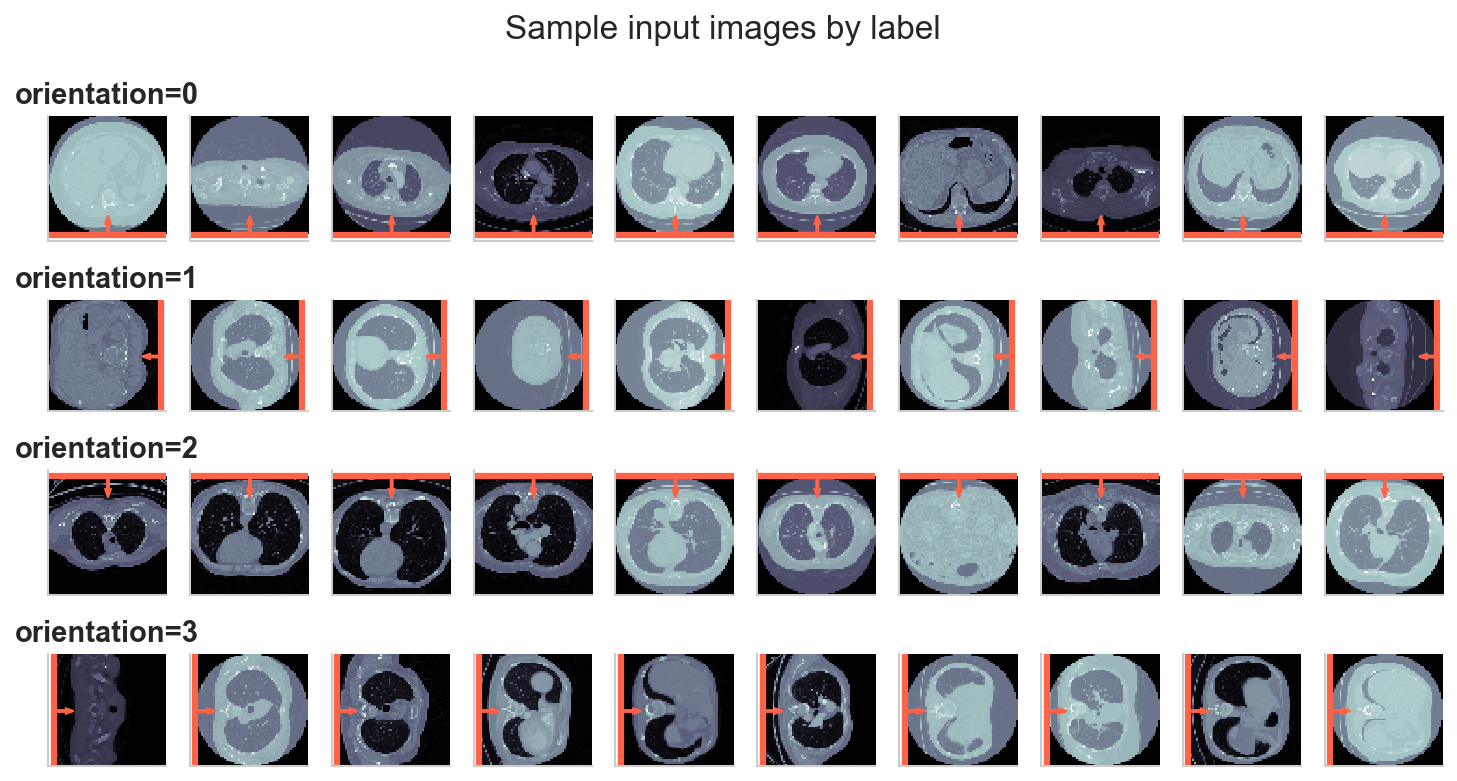 Sample input images by label
orientation=0
orientation=1
orientation=2
orientation=3